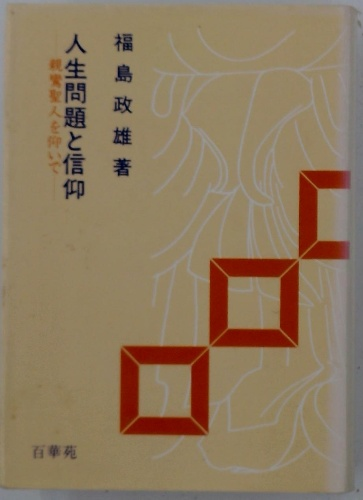 福島政雄著
人生問題と信仰
―親鸞聖人を仰いで―
百華苑